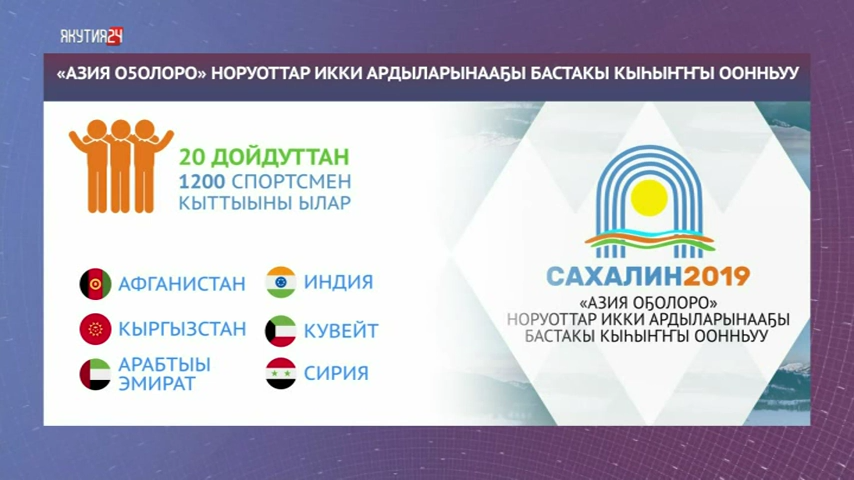 ЯКУТИЯ24
«АЗИЯ О5ОЛОРО» НОРУОТТАР ИККИ АРДЫЛАРЫНААҔЫ БАСТАКЫ КЫҺЫҤҤЫ ООННЬУУ
20 ДОЙДУТТАН
1200 СПОРТСМЕН
КЫТТЫЫНЫ ЫЛАР
АФГАНИСТАН
ИНДИЯ
КЫРГЫЗСТАН
КУВЕЙТ
АРАБТЫЫ
ЭМИРАТ
СИРИЯ
САХАЛИН2019
«АЗИЯ ОҔОЛОРО»
НОРУОТТАР ИККИ АРДЫЛАРЫНААҔЫ
БАСТАКЫ КЫҺЫҤҤЫ ООННЬУУ